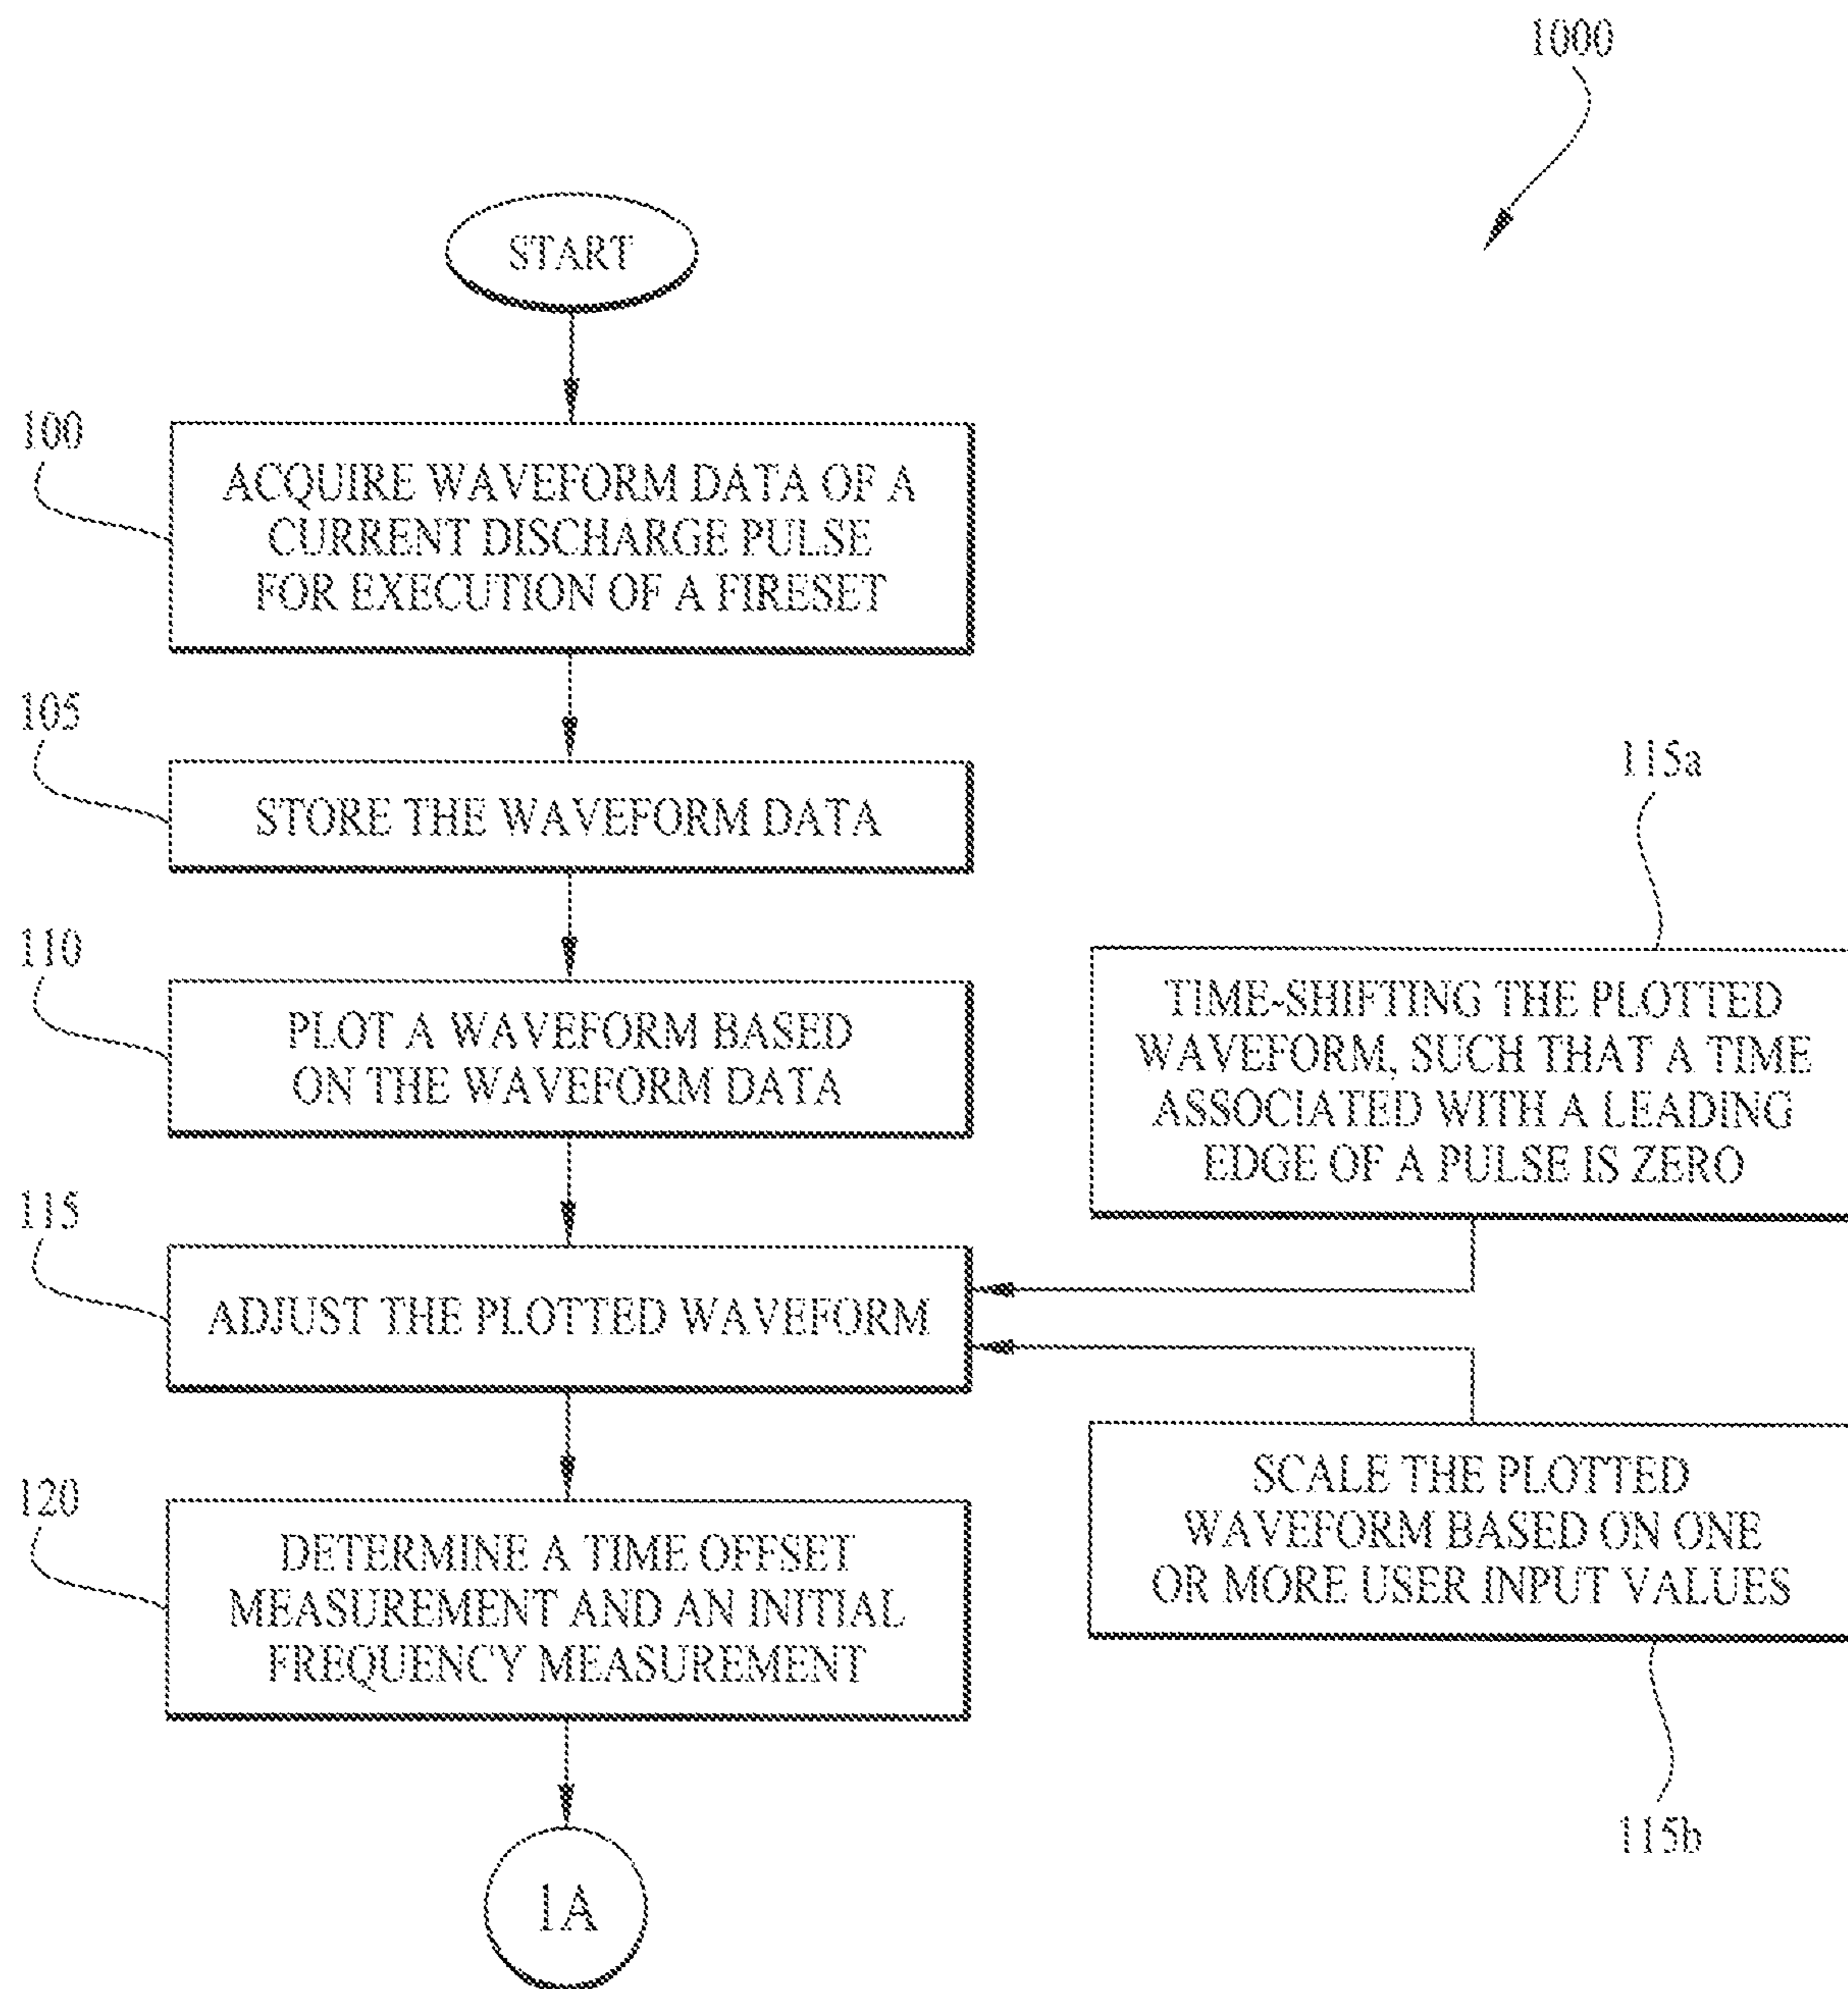 1000
START
100
ACQUIRE WAVEFORM DATA OF A
CURRENT DISCHARGE PULSE
FOR EXECUTION OF A FIRESET
105
STORE THE WAVEFORM DATA
110
PLOT A WAVEFORM BASED
ON THE WAVEFORM DATA
115a
TIME-SHIFTING THE PLOTTED
WAVEFORM, SUCH THAT A TIME
ASSOCIATED WITH A LEADING
EDGE OF A PULSE IS ZERO
115
ADJUST THE PLOTTED WAVEFORM
SCALE THE PLOTTED
WAVEFORM BASED ON ONE
OR MORE USER INPUT VALUES
115b
120
DETERMINE A TIME OFFSET
MEASUREMENT AND AN INITIAL
FREQUENCY MEASUREMENT
1A